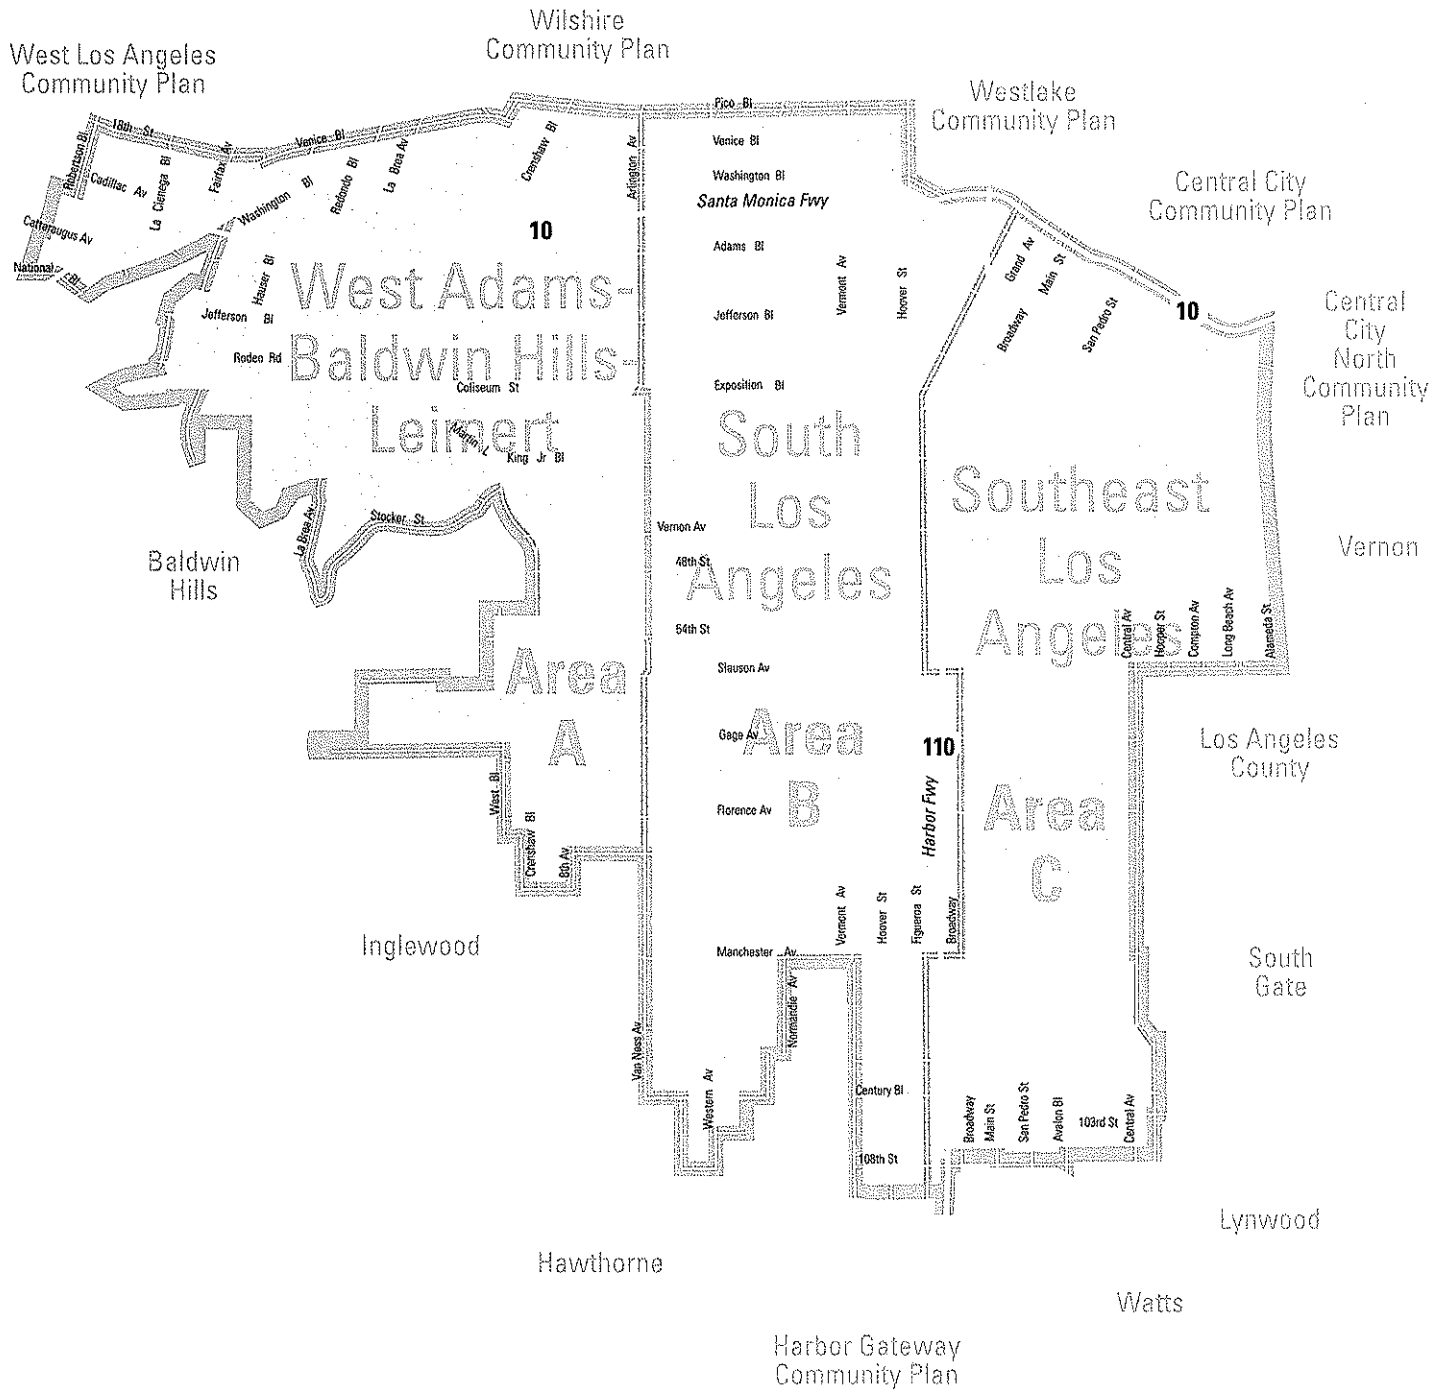 Wilshire
Community Plan
West Los Angeles
Community Plan
Westlake
Community Plan
Central City
Community Plan
Central
City
North
Community
Plan
Vernon
Los Angeles
County
South
Gate
Lynwood
Watts
Harbor Gateway
Community Plan
Hawthorne
Inglewood
Baldwin
Hills
West Adams-
Baldwin Hills-
Leimert
Area
A
South
Los
Angeles
Area
B
Southeast
Los
Angeles
Area
C
Robertson Bl
18th St
Cadillac Av
La Cienega Bl
Fairfax Av
Venice Bl
Washington Bl
Redondo Bl
La Brea Av
Crenshaw Bl
Arlington Av
Cattaraugus Av
National Bl
Hauser Bl
Jefferson Bl
Rodeo Rd
10
Coliseum St
Martin L
King Jr Bl
La Brea Av
Stocker St
West Bl
Crenshaw Bl
8th Av
Pico Bl
Venice Bl
Washington Bl
Santa Monica Fwy
Adams Bl
Vermont Av
Hoover St
Jefferson Bl
Exposition Bl
Vernon Av
48th St
54th St
Slauson Av
Gage Av
Florence Av
110
Harbor Fwy
Vermont Av
Hoover St
Figueroa St
Broadway
Manchester Av
Normandie Av
Van Ness Av
Western Av
Century Bl
108th St
Grand Av
Main St
Broadway
San Pedro St
10
Central Av
Hooper St
Compton Av
Long Beach Av
Alameda St
Broadway
Main St
San Pedro St
Avalon Bl
103rd St
Central Av